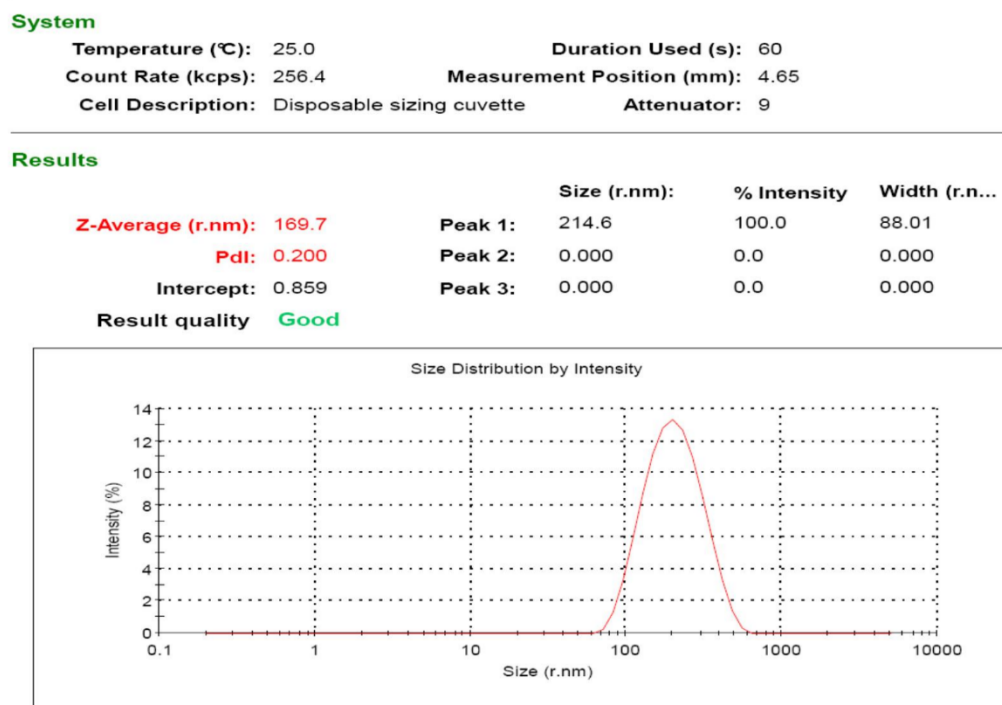 System
Temperature (°C): 25.0 Duration Used (s): 60
Count Rate (kcps): 256.4 Measurement Position (mm): 4.65
Cell Description: Disposable sizing cuvette Attenuator: 9
Results
Size (r.nm): % Intensity Width (r.n...
Z-Average (r.nm): 169.7 Peak 1: 214.6 100.0 88.01
PdI: 0.200 Peak 2: 0.000 0.0 0.000
Intercept: 0.859 Peak 3: 0.000 0.0 0.000
Result quality Good
Size Distribution by Intensity
Intensity (%)
14
12
10
8
6
4
2
0
0.1 1 10 100 1000 10000
Size (r.nm)